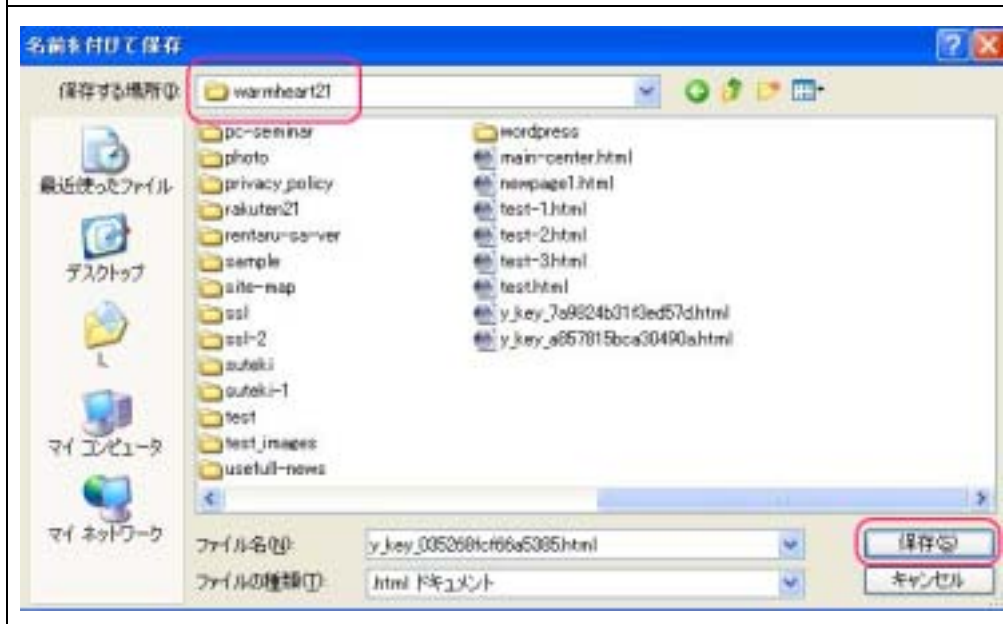 名前を付けて保存
保存する場所(I):
warmheart21
最近使ったファイル
デスクトップ
L
マイ コンピュータ
マイ ネットワーク
pc-seminar
photo
privacy_policy
rakuten21
rentaru-sa-ver
sample
site-map
ssl
ssl-2
suteki
suteki-1
test
test_images
usefull-news
wordpress
main-center.html
newpage1.html
test-1.html
test-2.html
test-3.html
test.html
ファイル名(N):
ファイルの種類(T):
.html ドキュメント
保存(S)
キャンセル